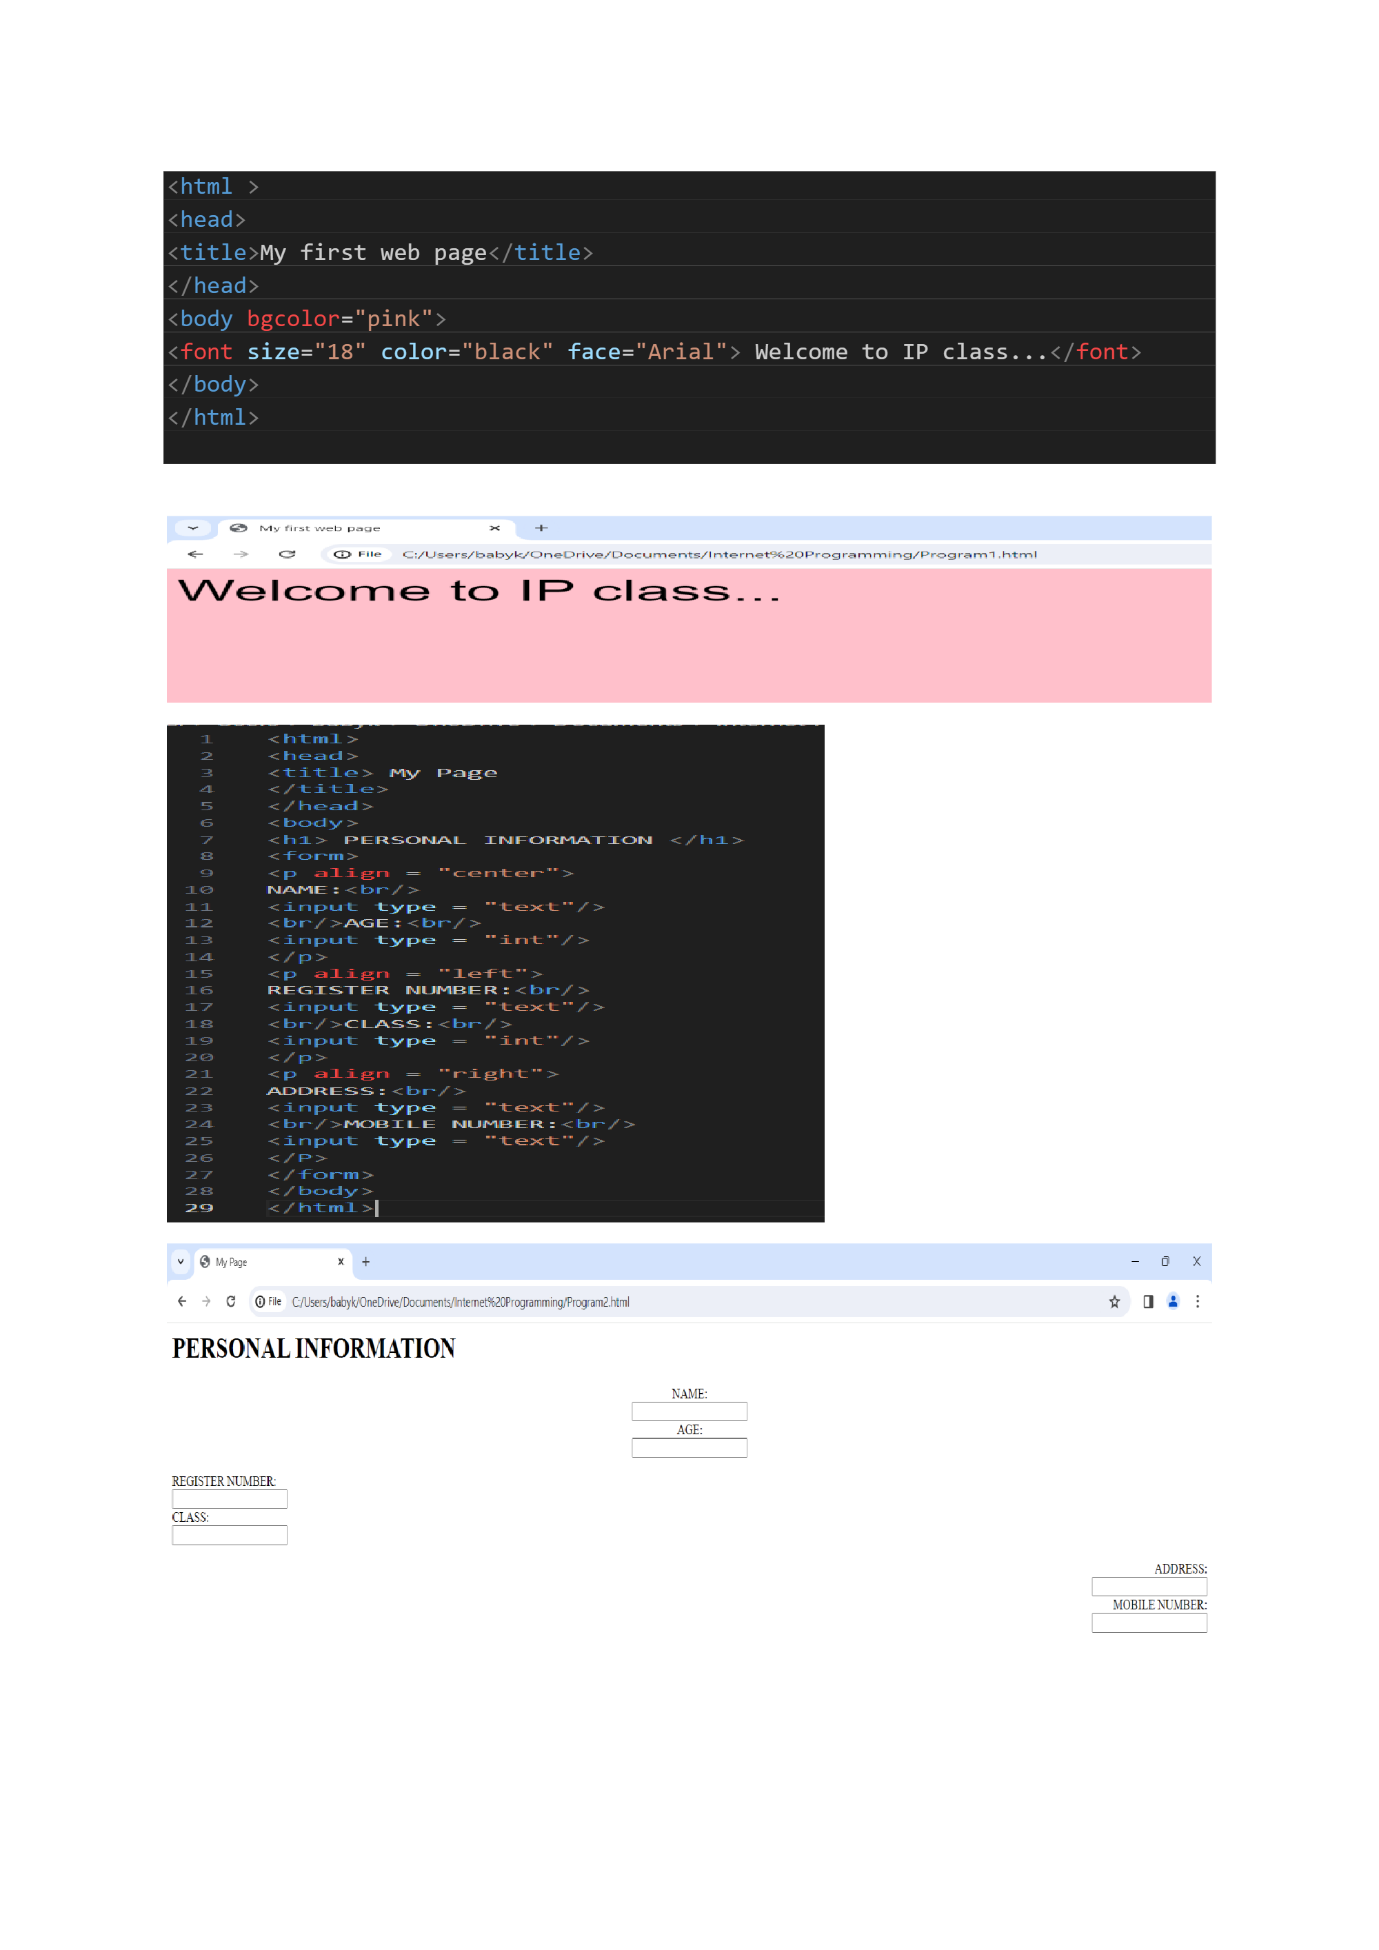 <html >
<head>
<title>My first web page</title>
</head>
<body bgcolor="pink">
<font size="18" color="black" face="Arial"> Welcome to IP class...</font>
</body>
</html>
My first web page
File C:/Users/babyk/OneDrive/Documents/Internet%20Programming/Program1.html
Welcome to IP class...
1 <html>
2 <head>
3 <title> My Page
4 </title>
5 </head>
6 <body>
7 <h1> PERSONAL INFORMATION </h1>
8 <form>
9 <p align = "center">
10 NAME:<br/>
11 <input type = "text"/>
12 <br/>AGE:<br/>
13 <input type = "int"/>
14 </p>
15 <p align = "left">
16 REGISTER NUMBER:<br/>
17 <input type = "text"/>
18 <br/>CLASS:<br/>
19 <input type = "int"/>
20 </p>
21 <p align = "right">
22 ADDRESS:<br/>
23 <input type = "text"/>
24 <br/>MOBILE NUMBER:<br/>
25 <input type = "text"/>
26 </P>
27 </form>
28 </body>
29 </html>
My Page
File C:/Users/babyk/OneDrive/Documents/Internet%20Programming/Program2.html
PERSONAL INFORMATION
NAME:
AGE:
REGISTER NUMBER:
CLASS:
ADDRESS:
MOBILE NUMBER: